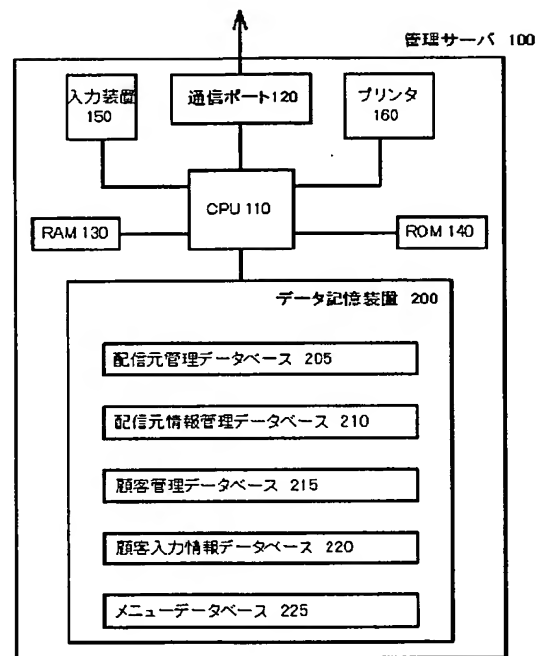 管理サーバ 100
入力装置
150
通信ポート120
プリンタ
160
CPU 110
RAM 130
ROM 140
データ記憶装置 200
配信元管理データベース 205
配信元情報管理データベース 210
顧客管理データベース 215
顧客入力情報データベース 220
メニューデータベース 225